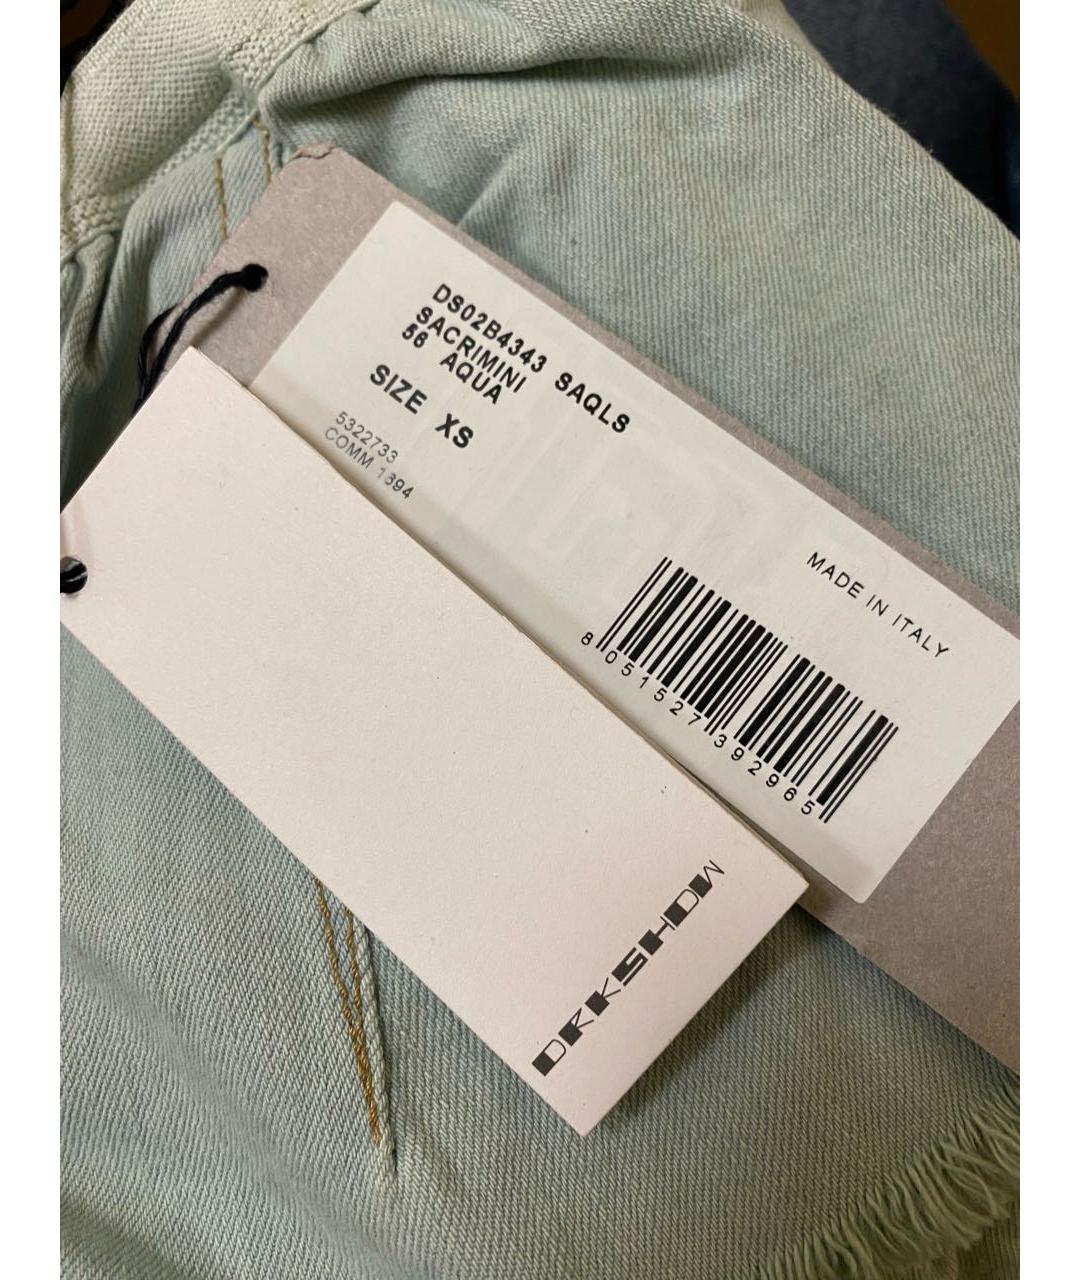 DS02B4343 SAQLS
SACRIMINI
56 AQUA
SIZE XS
5322733
COMM 1394
MADE IN ITALY
8 051527 392965
DRKSHDW